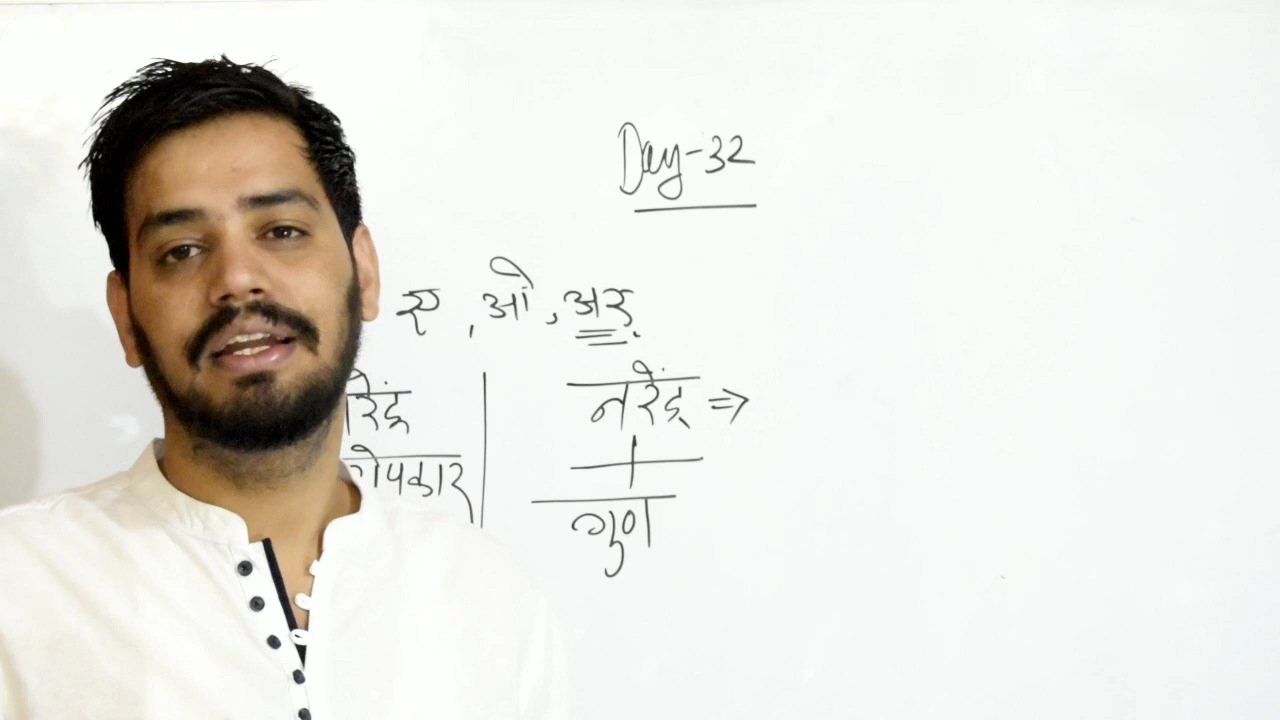 Day-32
ए, ओ, अर्
रेंद्र नरेंद्र ⇒
ोपकार
गुण